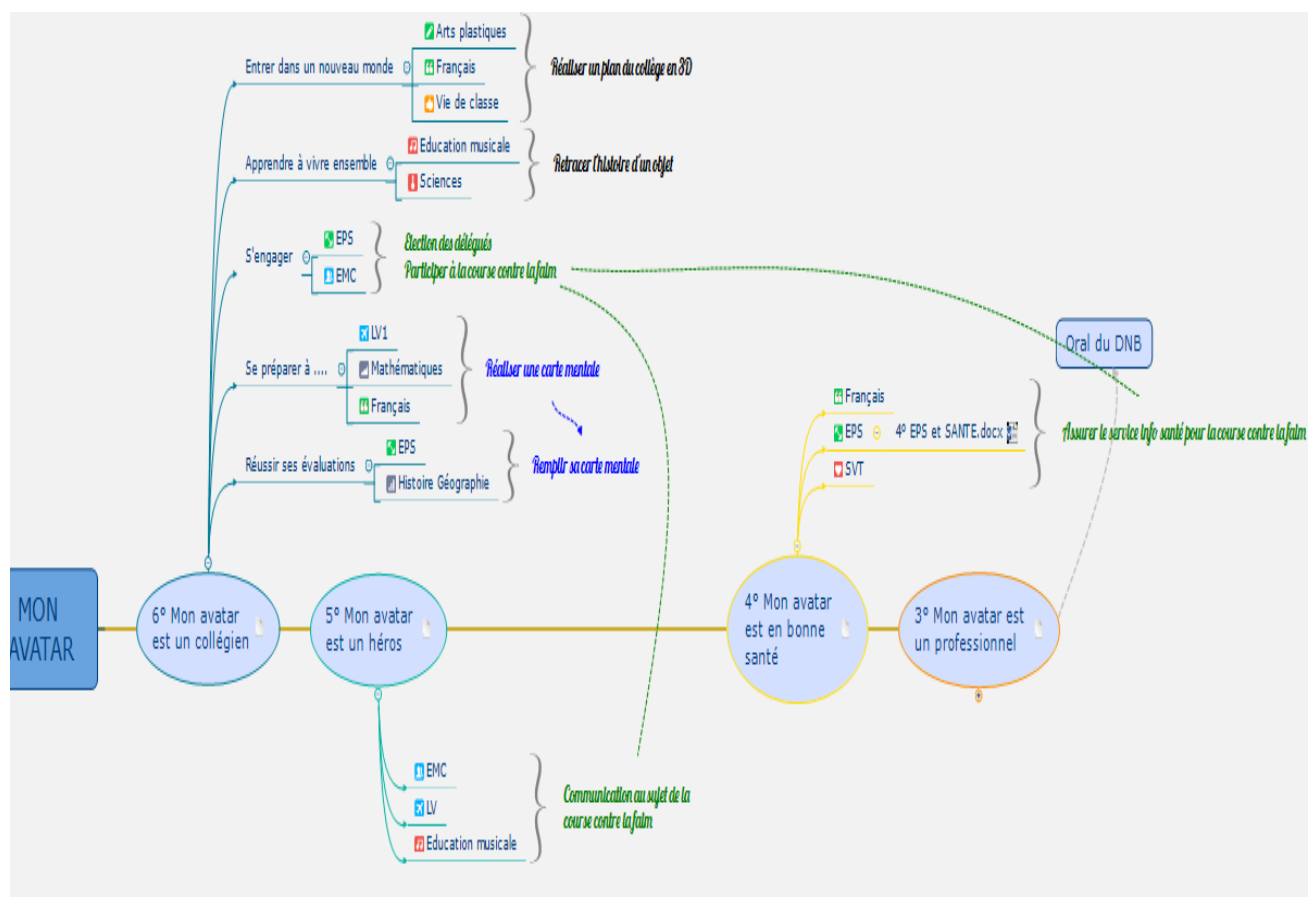 Arts plastiques
Entrer dans un nouveau monde
Français
Réaliser un plan du collège en 3D
Vie de classe
Education musicale
Apprendre à vivre ensemble
Retracer l'histoire d'un objet
Sciences
EPS
S'engager
EMC
Election des délégués
Participer à la course contre la faim
LV1
Se préparer à ....
Mathématiques
Réaliser une carte mentale
Français
EPS
Réussir ses évaluations
Histoire Géographie
Remplir sa carte mentale
Oral du DNB
Français
EPS
4° EPS et SANTE.docx
SVT
Assurer le service info santé pour la course contre la faim
MON
AVATAR
6° Mon avatar
est un collégien
5° Mon avatar
est un héros
4° Mon avatar
est en bonne
santé
3° Mon avatar est
un professionnel
EMC
LV
Education musicale
Communication au sujet de la
course contre la faim